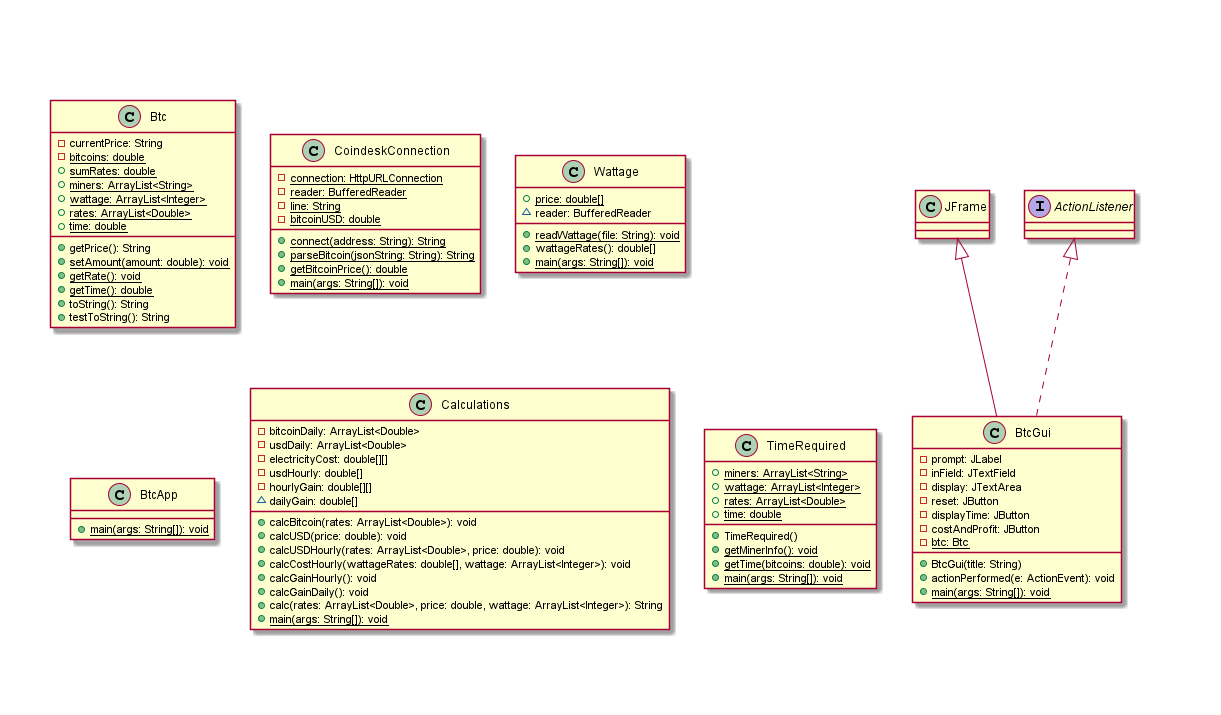 C Btc
currentPrice: String
bitcoins: double
sumRates: double
miners: ArrayList<String>
wattage: ArrayList<Integer>
rates: ArrayList<Double>
time: double
getPrice(): String
setAmount(amount: double): void
getRate(): void
getTime(): double
toString(): String
testToString(): String
C CoindeskConnection
connection: HttpURLConnection
reader: BufferedReader
line: String
bitcoinUSD: double
connect(address: String): String
parseBitcoin(jsonString: String): String
getBitcoinPrice(): double
main(args: String[]): void
C Wattage
price: double[]
reader: BufferedReader
readWattage(file: String): void
wattageRates(): double[]
main(args: String[]): void
C JFrame
I ActionListener
C BtcApp
main(args: String[]): void
C Calculations
bitcoinDaily: ArrayList<Double>
usdDaily: ArrayList<Double>
electricityCost: double[][]
usdHourly: double[]
hourlyGain: double[][]
dailyGain: double[]
calcBitcoin(rates: ArrayList<Double>): void
calcUSD(price: double): void
calcUSDHourly(rates: ArrayList<Double>, price: double): void
calcCostHourly(wattageRates: double[], wattage: ArrayList<Integer>): void
calcGainHourly(): void
calcGainDaily(): void
calc(rates: ArrayList<Double>, price: double, wattage: ArrayList<Integer>): String
main(args: String[]): void
C TimeRequired
miners: ArrayList<String>
wattage: ArrayList<Integer>
rates: ArrayList<Double>
time: double
TimeRequired()
getMinerInfo(): void
getTime(bitcoins: double): void
main(args: String[]): void
C BtcGui
prompt: JLabel
inField: JTextField
display: JTextArea
reset: JButton
displayTime: JButton
costAndProfit: JButton
btc: Btc
BtcGui(title: String)
actionPerformed(e: ActionEvent): void
main(args: String[]): void